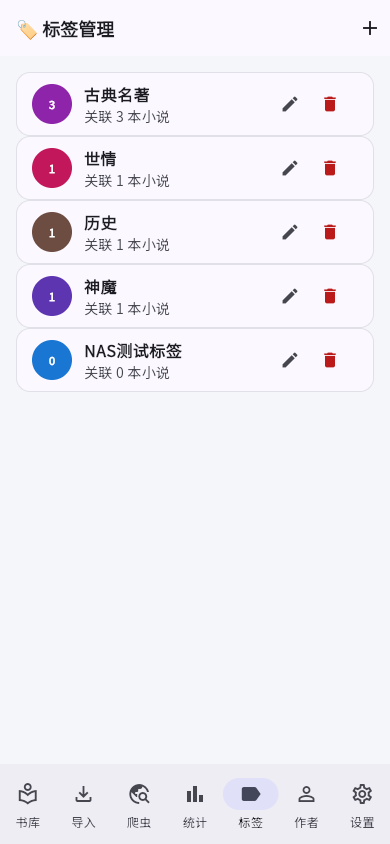 🏷️ 标签管理
3
古典名著
关联 3 本小说
1
世情
关联 1 本小说
1
历史
关联 1 本小说
1
神魔
关联 1 本小说
0
NAS测试标签
关联 0 本小说
书库 导入 爬虫 统计 标签 作者 设置